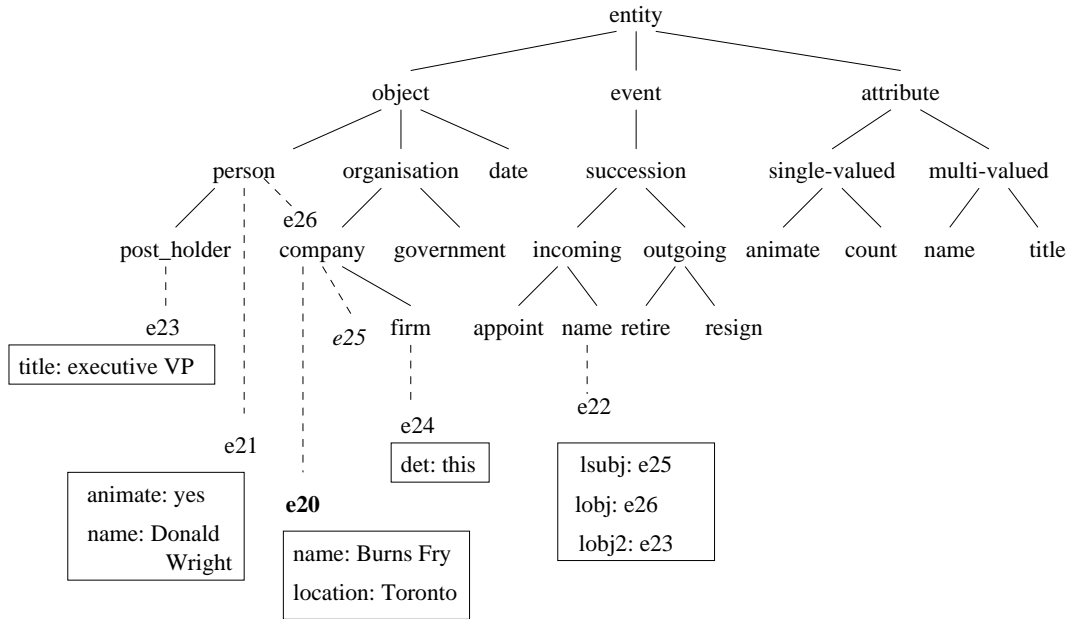 entity
object event attribute
person organisation date succession single-valued multi-valued
e26
post_holder company government incoming outgoing animate count name title
e23 e25 firm appoint name retire resign
title: executive VP
e21 e24 e22
animate: yes
name: Donald
Wright
det: this
e20
name: Burns Fry
location: Toronto
lsubj: e25
lobj: e26
lobj2: e23